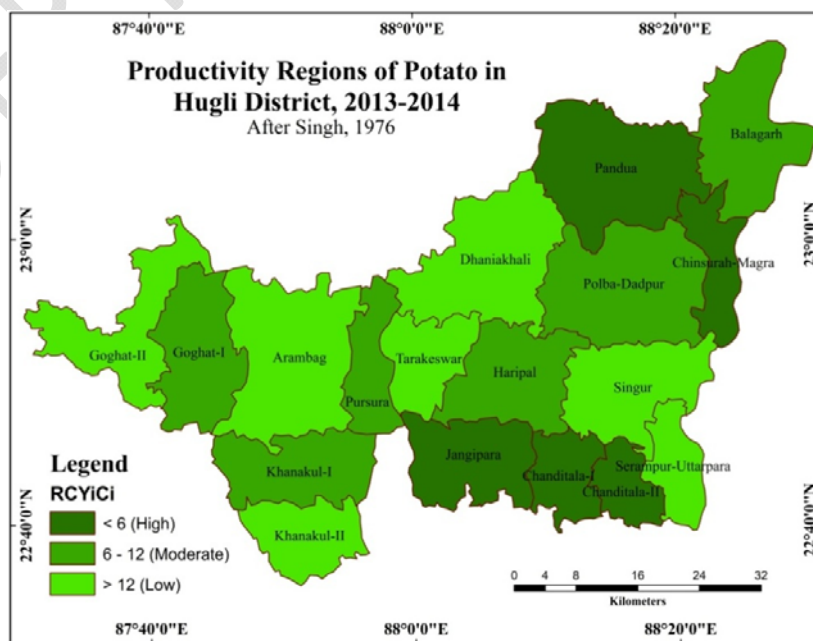 87°40'0"E 88°0'0"E 88°20'0"E
Productivity Regions of Potato in
Hugli District, 2013-2014
After Singh, 1976
Balagarh
Pandua
23°0'0"N 23°0'0"N
Dhaniakhali
Chinsurah-Magra
Polba-Dadpur
Goghat-II
Goghat-I
Arambag
Tarakeswar
Haripal
Singur
Pursura
Jangipara
Serampur-Uttarpara
Khanakul-I
Chanditala-I
Chanditala-II
Khanakul-II
22°40'0"N 22°40'0"N
Legend
RCYiCi
< 6 (High)
6 - 12 (Moderate)
> 12 (Low)
0 4 8 16 24 32
Kilometers
87°40'0"E 88°0'0"E 88°20'0"E